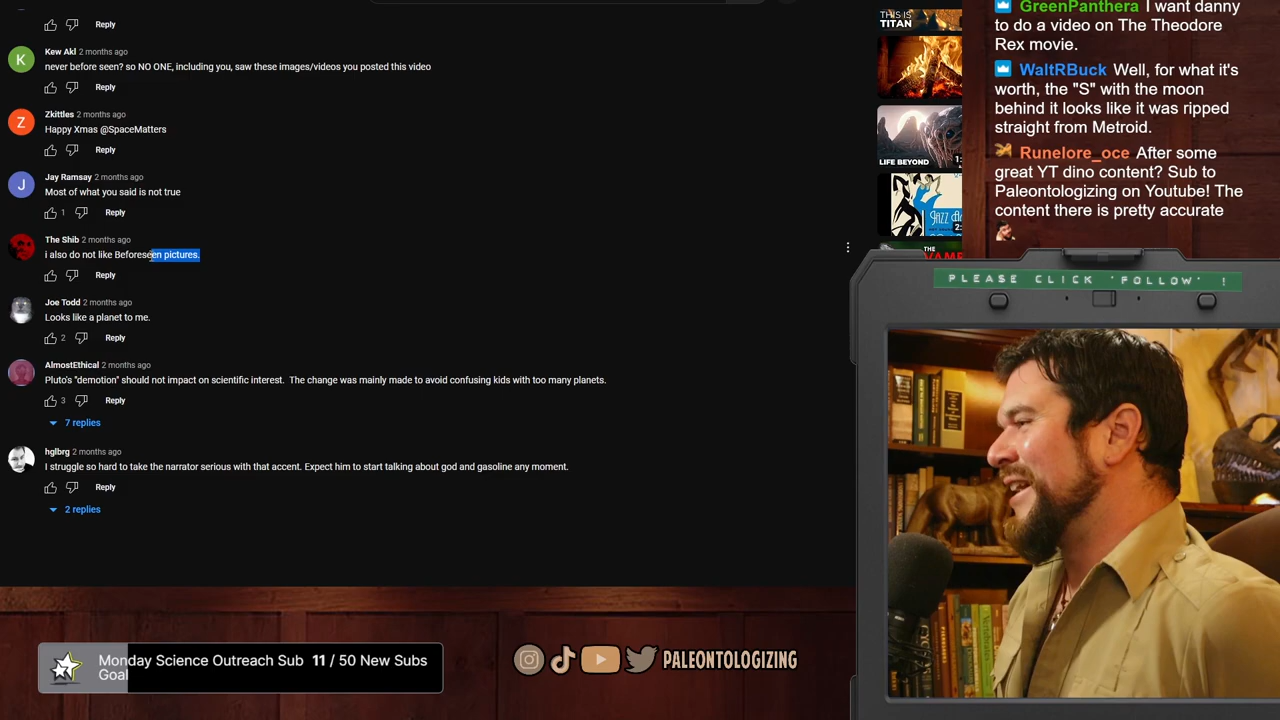 Reply
Kew Akl 2 months ago
never before seen? so NO ONE, including you, saw these images/videos you posted this video
Reply
Zkittles 2 months ago
Happy Xmas @SpaceMatters
Reply
Jay Ramsay 2 months ago
Most of what you said is not true
1 Reply
The Shib 2 months ago
i also do not like Beforeseen pictures.
Reply
Joe Todd 2 months ago
Looks like a planet to me.
2 Reply
AlmostEthical 2 months ago
Pluto's "demotion" should not impact on scientific interest. The change was mainly made to avoid confusing kids with too many planets.
3 Reply
7 replies
hglbrg 2 months ago
I struggle so hard to take the narrator serious with that accent. Expect him to start talking about god and gasoline any moment.
Reply
2 replies
K
Z
J
THIS IS
TITAN
LIFE BEYOND
1:
JAZZ
2:
THE
VAMP
GreenPanthera I want danny
to do a video on The Theodore
Rex movie.
WaltRBuck Well, for what it's
worth, the "S" with the moon
behind it looks like it was ripped
straight from Metroid.
Runelore_oce After some
great YT dino content? Sub to
Paleontologizing on Youtube! The
content there is pretty accurate
PLEASE CLICK 'FOLLOW' !
Monday Science Outreach Sub 11 / 50 New Subs
Goal
PALEONTOLOGIZING